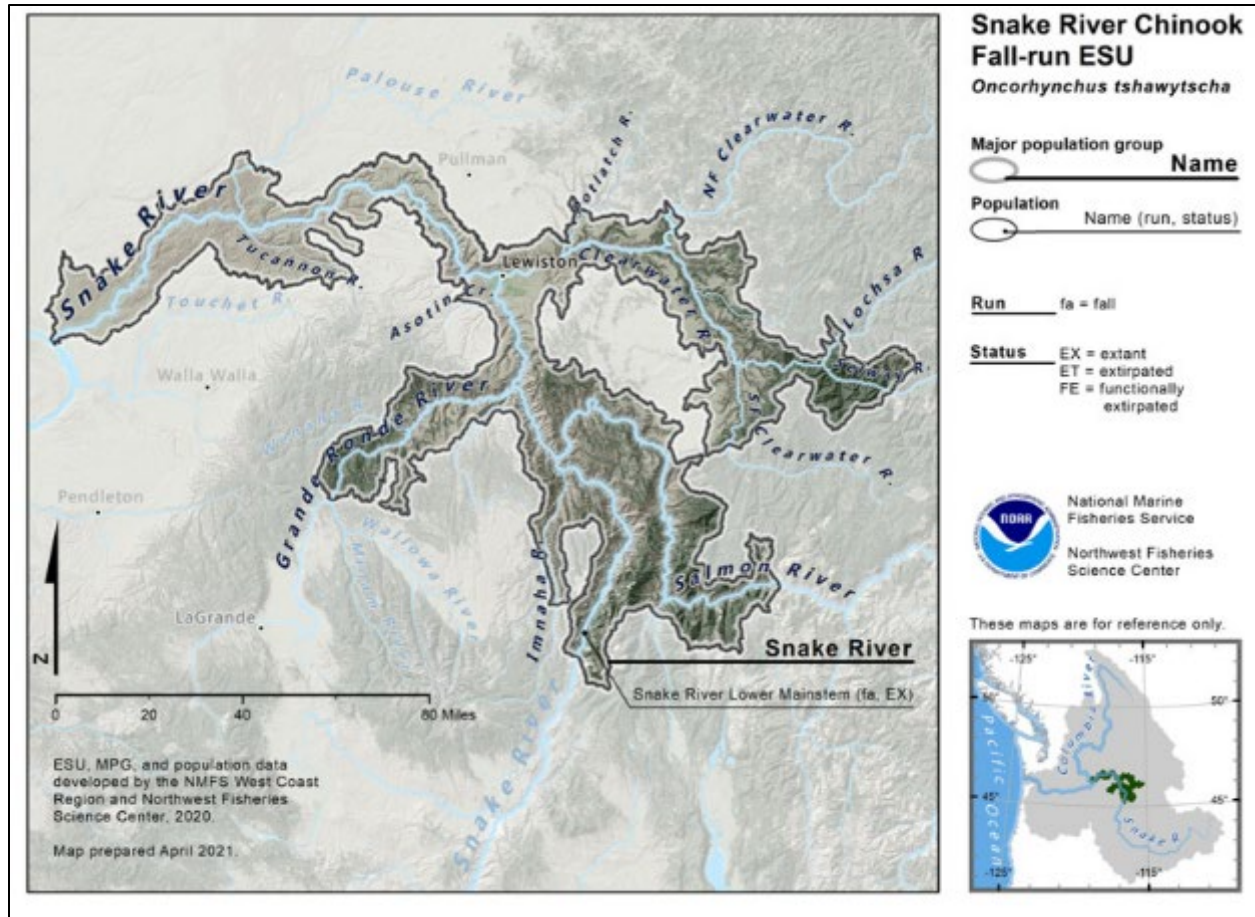 Palouse River
Pullman
Potlatch R.
NF Clearwater R.
Snake River
Tucannon R.
Touchet R.
Lewiston
Clearwater R.
Lochsa R
Asotin Cr.
Selway R.
Walla Walla
Wenaha R.
SF Clearwater R.
Grande Ronde River
Pendleton
Wallowa River
Minam River
Imnaha R.
Salmon River
LaGrande
Snake River
Snake River Lower Mainstem (fa, EX)
Snake River
N
0 20 40 80 Miles
ESU, MPG, and population data
developed by the NMFS West Coast
Region and Northwest Fisheries
Science Center, 2020.
Map prepared April 2021.
Snake River Chinook
Fall-run ESU
Oncorhynchus tshawytscha
Major population group
Name
Population
Name (run, status)
Run fa = fall
Status EX = extant
ET = extirpated
FE = functionally
extirpated
NOAA
National Marine
Fisheries Service
Northwest Fisheries
Science Center
These maps are for reference only.
-125° -115°
50° 50°
Columbia River
Pacific Ocean
45° 45°
Snake R.
-125° -115°